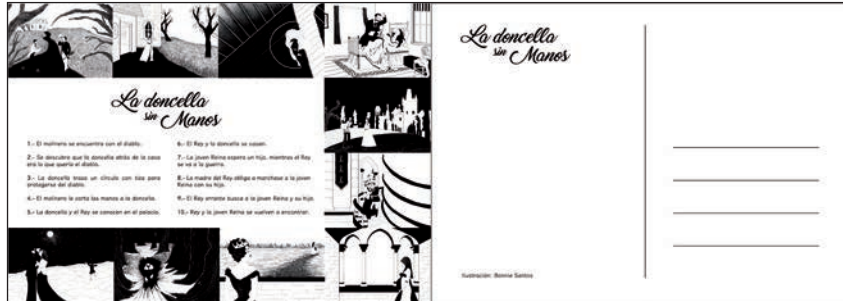 La doncella
sin Manos
1.- El molinero se encuentra con el diablo.
2.- Se descubre que la doncella atrás de la casa
era lo que quería el diablo.
3.- La doncella traza un círculo con tiza para
protegerse del diablo.
4.- El molinero le corta las manos a la doncella.
5.- La doncella y el Rey se conocen en el palacio.
6.- El Rey y la doncella se casan.
7.- La joven Reina espera un hijo, mientras el Rey
se va a la guerra.
8.- La madre del Rey obliga a marcharse a la joven
Reina con su hijo.
9.- El Rey errante busca a la joven Reina y su hijo.
10.- Rey y la joven Reina se vuelven a encontrar.
La doncella
sin Manos
Ilustración: Bonnie Santos